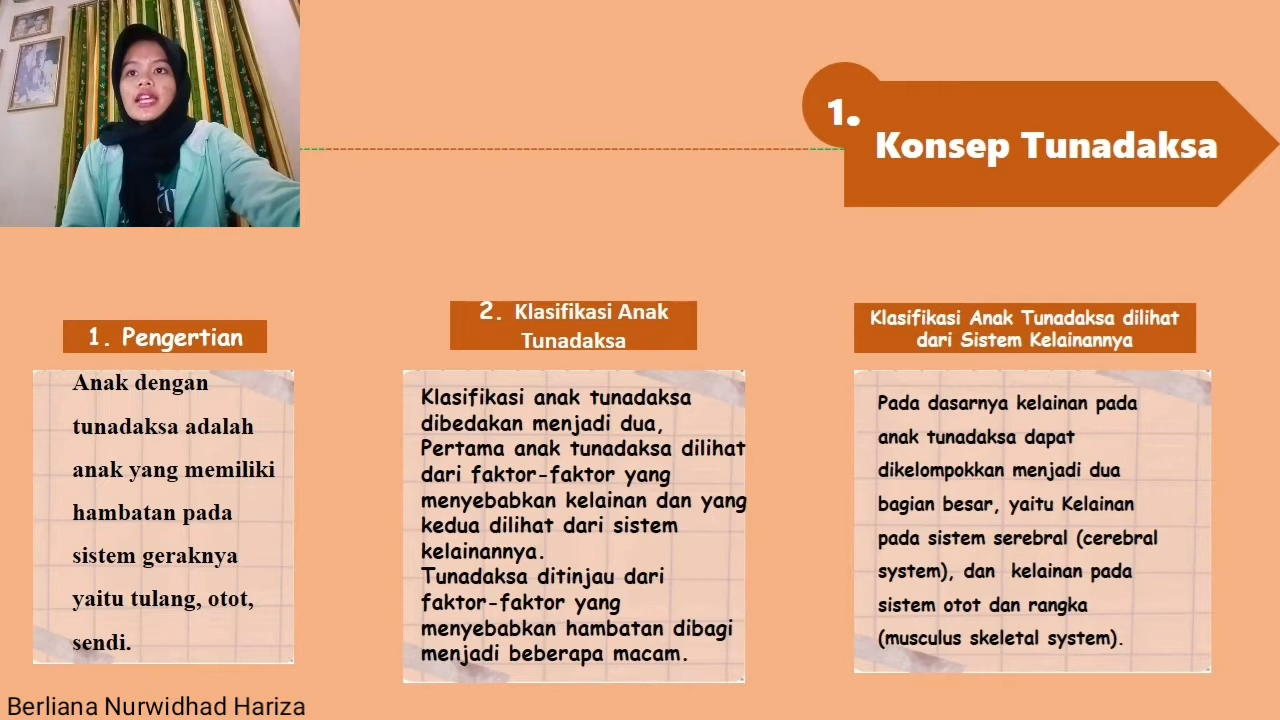 1.
Konsep Tunadaksa
1. Pengertian
Anak dengan
tunadaksa adalah
anak yang memiliki
hambatan pada
sistem geraknya
yaitu tulang, otot,
sendi.
2. Klasifikasi Anak
Tunadaksa
Klasifikasi anak tunadaksa
dibedakan menjadi dua,
Pertama anak tunadaksa dilihat
dari faktor-faktor yang
menyebabkan kelainan dan yang
kedua dilihat dari sistem
kelainannya.
Tunadaksa ditinjau dari
faktor-faktor yang
menyebabkan hambatan dibagi
menjadi beberapa macam.
Klasifikasi Anak Tunadaksa dilihat
dari Sistem Kelainannya
Pada dasarnya kelainan pada
anak tunadaksa dapat
dikelompokkan menjadi dua
bagian besar, yaitu Kelainan
pada sistem serebral (cerebral
system), dan kelainan pada
sistem otot dan rangka
(musculus skeletal system).
Berliana Nurwidhad Hariza